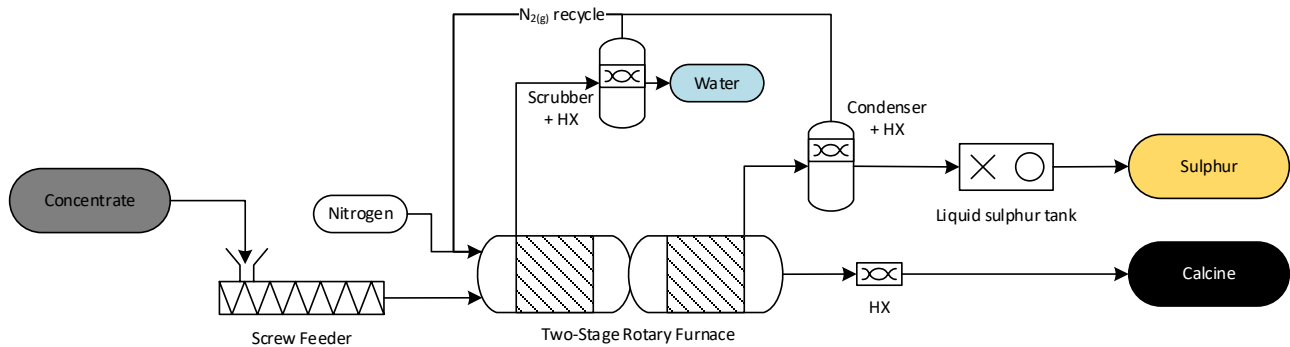 N2(g) recycle
Water
Scrubber
+ HX
Condenser
+ HX
Concentrate
Sulphur
Nitrogen
Liquid sulphur tank
Calcine
HX
Screw Feeder
Two-Stage Rotary Furnace